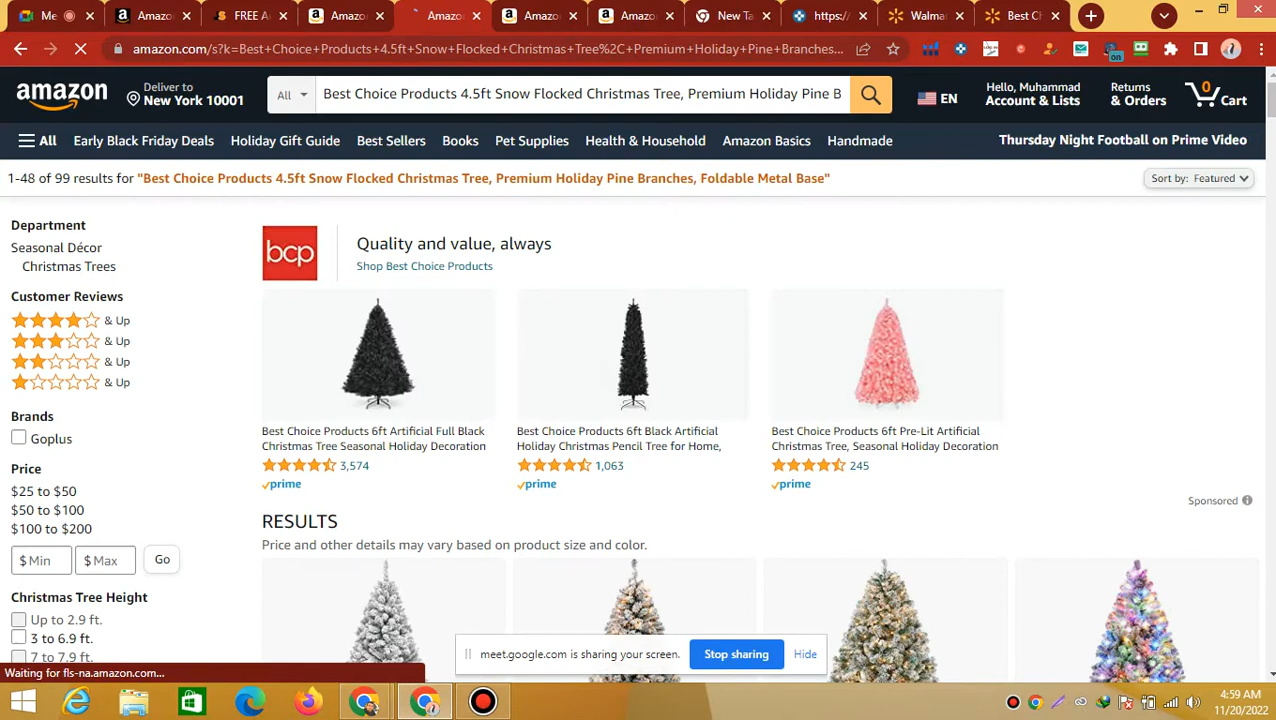 Me
Amazon
FREE A
Amazon
Amazon
Amazon
Amazon
New Ta
https:/
Walmar
Best C
amazon.com/s?k=Best+Choice+Products+4.5ft+Snow+Flocked+Christmas+Tree%2C+Premium+Holiday+Pine+Branches...
on
amazon
Deliver to
New York 10001
All
Best Choice Products 4.5ft Snow Flocked Christmas Tree, Premium Holiday Pine B
EN
Hello, Muhammad
Account & Lists
Returns
& Orders
0
Cart
All Early Black Friday Deals Holiday Gift Guide Best Sellers Books Pet Supplies Health & Household Amazon Basics Handmade
Thursday Night Football on Prime Video
1-48 of 99 results for "Best Choice Products 4.5ft Snow Flocked Christmas Tree, Premium Holiday Pine Branches, Foldable Metal Base"
Sort by: Featured
Department
Seasonal Décor
Christmas Trees
Customer Reviews
& Up
& Up
& Up
& Up
Brands
Goplus
Price
$25 to $50
$50 to $100
$100 to $200
$ Min $ Max Go
Christmas Tree Height
Up to 2.9 ft.
3 to 6.9 ft.
7 to 7.9 ft.
bcp
Quality and value, always
Shop Best Choice Products
Best Choice Products 6ft Artificial Full Black
Christmas Tree Seasonal Holiday Decoration
3,574
prime
Best Choice Products 6ft Black Artificial
Holiday Christmas Pencil Tree for Home,
1,063
prime
Best Choice Products 6ft Pre-Lit Artificial
Christmas Tree, Seasonal Holiday Decoration
245
prime
Sponsored
RESULTS
Price and other details may vary based on product size and color.
meet.google.com is sharing your screen. Stop sharing Hide
Waiting for fls-na.amazon.com...
4:59 AM
11/20/2022